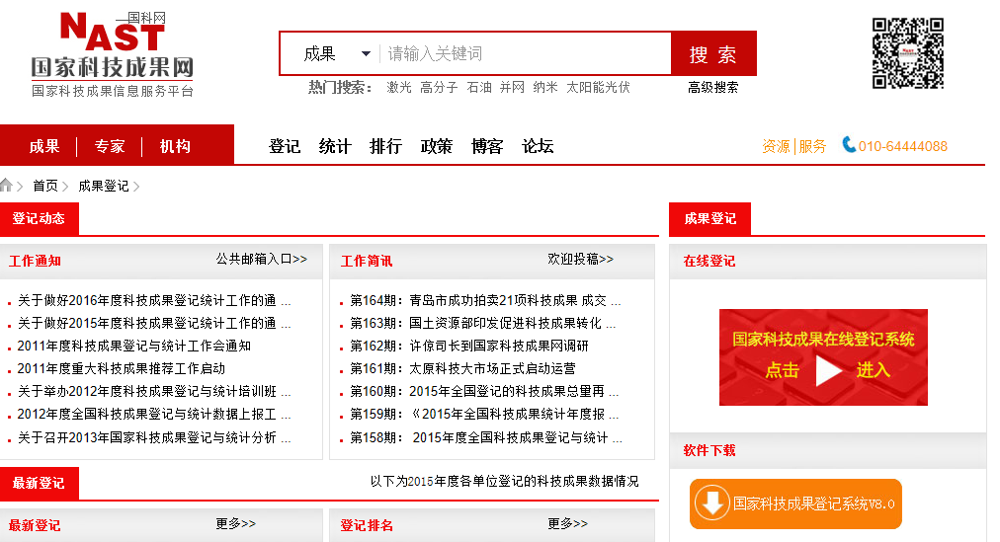 国科网
NAST
国家科技成果网
国家科技成果信息服务平台
成果 请输入关键词 搜 索
热门搜索： 激光 高分子 石油 并网 纳米 太阳能光伏 高级搜索
成果 专家 机构 登记 统计 排行 政策 博客 论坛 资源 服务 010-64444088
首页 成果登记
登记动态
成果登记
工作通知 公共邮箱入口>>
关于做好2016年度科技成果登记统计工作的通 ...
关于做好2015年度科技成果登记统计工作的通 ...
2011年度科技成果登记与统计工作会通知
2011年度重大科技成果推荐工作启动
关于举办2012年度科技成果登记与统计培训班 ...
2012年度全国科技成果登记与统计数据上报工 ...
关于召开2013年国家科技成果登记与统计分析 ...
工作简讯 欢迎投稿>>
第164期：青岛市成功拍卖21项科技成果 成交 ...
第163期：国土资源部印发促进科技成果转化 ...
第162期：许倞司长到国家科技成果网调研
第161期：太原科技大市场正式启动运营
第160期：2015年全国登记的科技成果总量再 ...
第159期：《2015年全国科技成果统计年度报 ...
第158期： 2015年度全国科技成果登记与统计 ...
在线登记
国家科技成果在线登记系统
点击 进入
软件下载
国家科技成果登记系统V8.0
最新登记
以下为2015年度各单位登记的科技成果数据情况
最新登记 更多>>
登记排名 更多>>